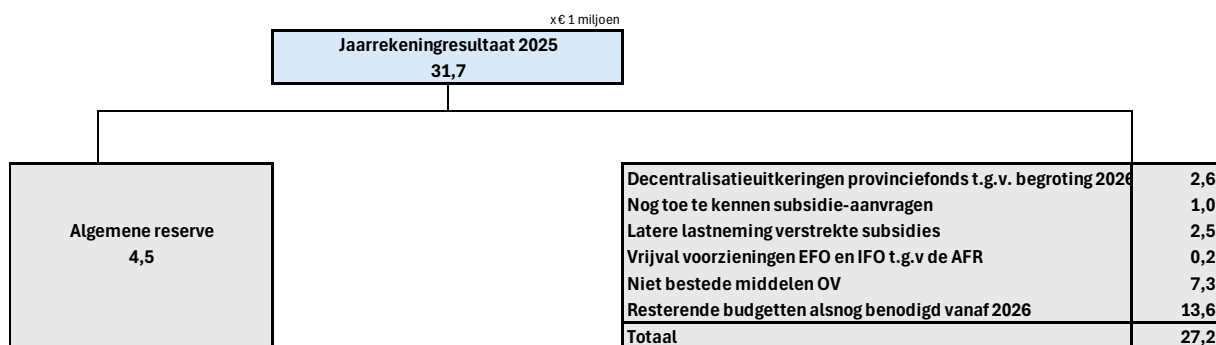 x € 1 miljoen
Jaarrekeningresultaat 2025
31,7
Algemene reserve
4,5
Decentralisatieuitkeringen provinciefonds t.g.v. begroting 2026 2,6
Nog toe te kennen subsidie-aanvragen 1,0
Latere lastneming verstrekte subsidies 2,5
Vrijval voorzieningen EFO en IFO t.g.v de AFR 0,2
Niet bestede middelen OV 7,3
Resterende budgetten alsnog benodigd vanaf 2026 13,6
Totaal 27,2